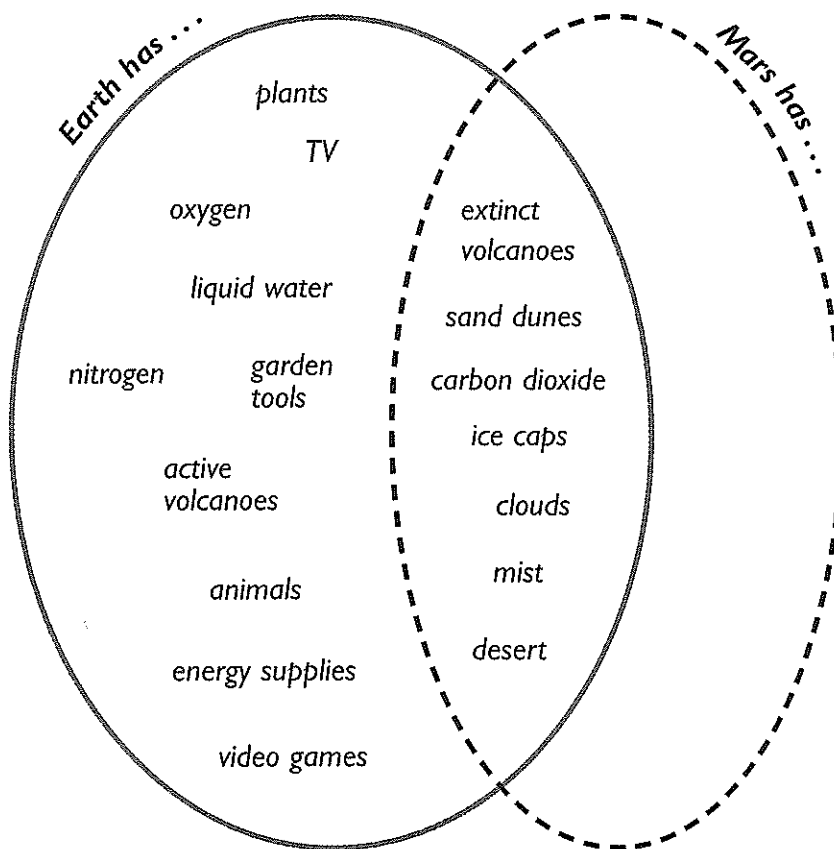 Earth has . . .
Mars has . . .
plants
TV
oxygen
liquid water
nitrogen
garden
tools
active
volcanoes
animals
energy supplies
video games
extinct
volcanoes
sand dunes
carbon dioxide
ice caps
clouds
mist
desert